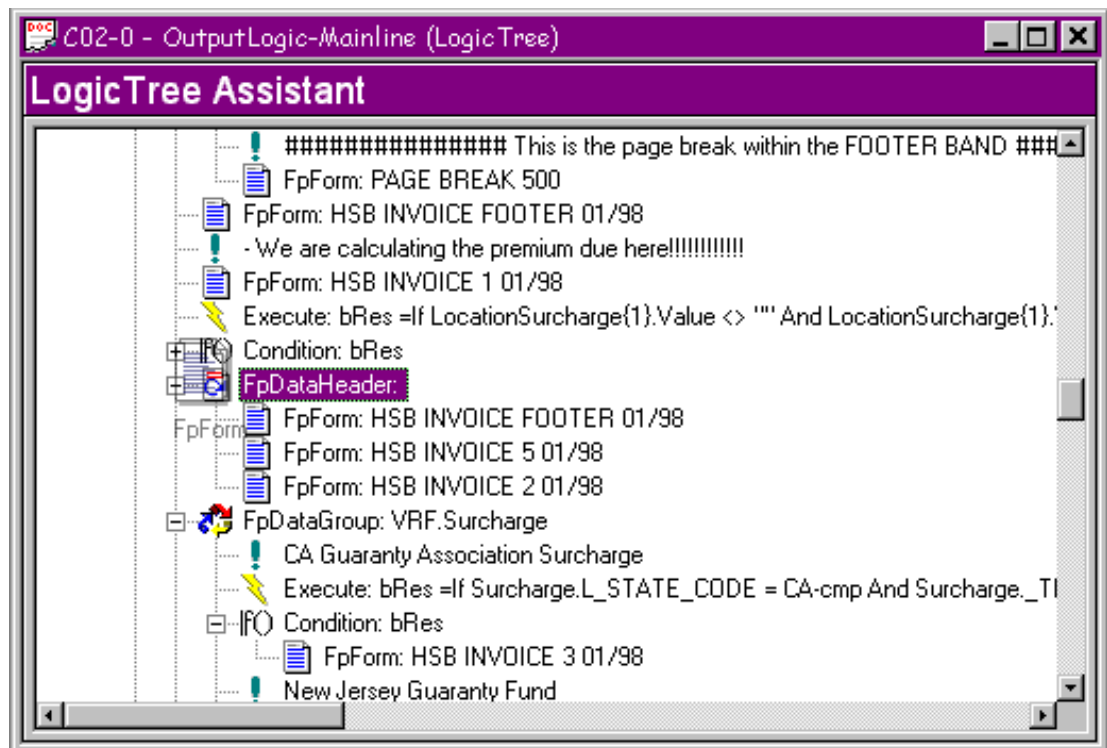 C02-0 - OutputLogic-Mainline (LogicTree)
LogicTree Assistant
############### This is the page break within the FOOTER BAND ###
FpForm: PAGE BREAK 500
FpForm: HSB INVOICE FOOTER 01/98
- We are calculating the premium due here!!!!!!!!!!!!
FpForm: HSB INVOICE 1 01/98
Execute: bRes =If LocationSurcharge{1}.Value <> "" And LocationSurcharge{1}.
If() Condition: bRes
FpDataHeader:
FpForm: HSB INVOICE FOOTER 01/98
FpForm
FpForm: HSB INVOICE 5 01/98
FpForm: HSB INVOICE 2 01/98
FpDataGroup: VRF.Surcharge
CA Guaranty Association Surcharge
Execute: bRes =If Surcharge.L_STATE_CODE = CA-cmp And Surcharge._
If() Condition: bRes
FpForm: HSB INVOICE 3 01/98
New Jersey Guaranty Fund